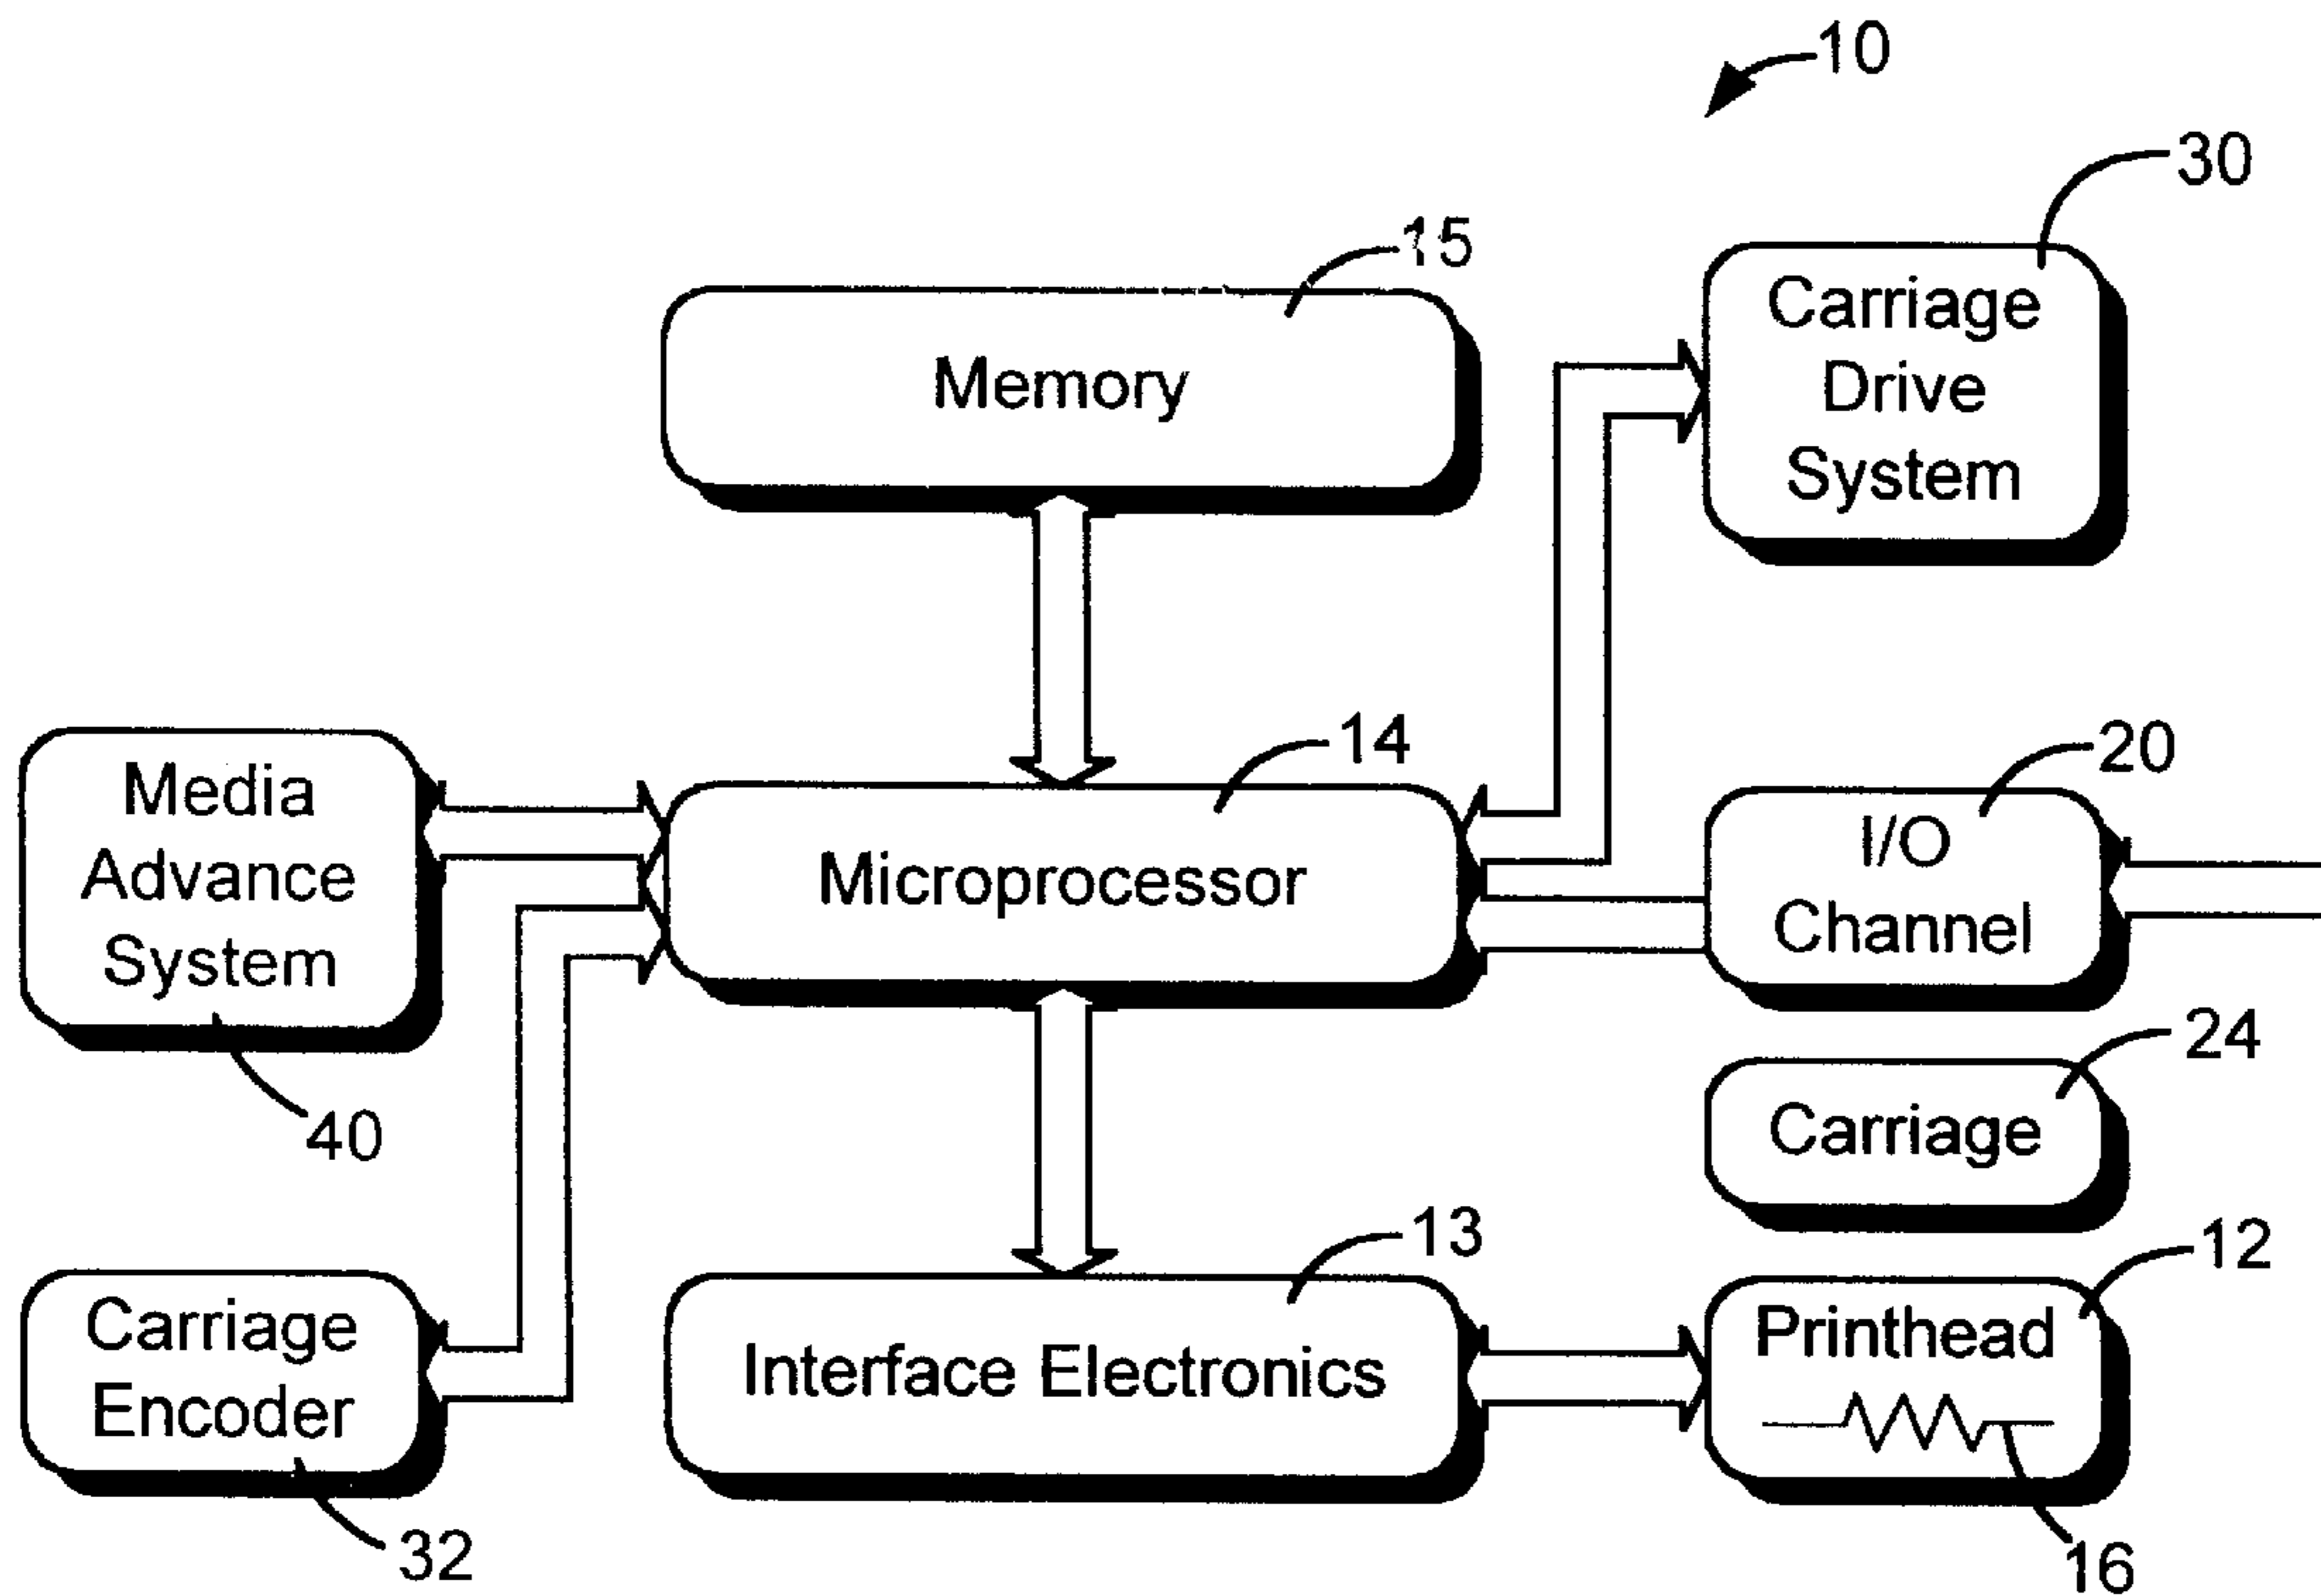 10
30
15
Carriage
Drive
System
Memory
14
20
Media
Advance
System
Microprocessor
I/O
Channel
24
40
Carriage
13
12
Carriage
Encoder
Interface Electronics
Printhead
32
16